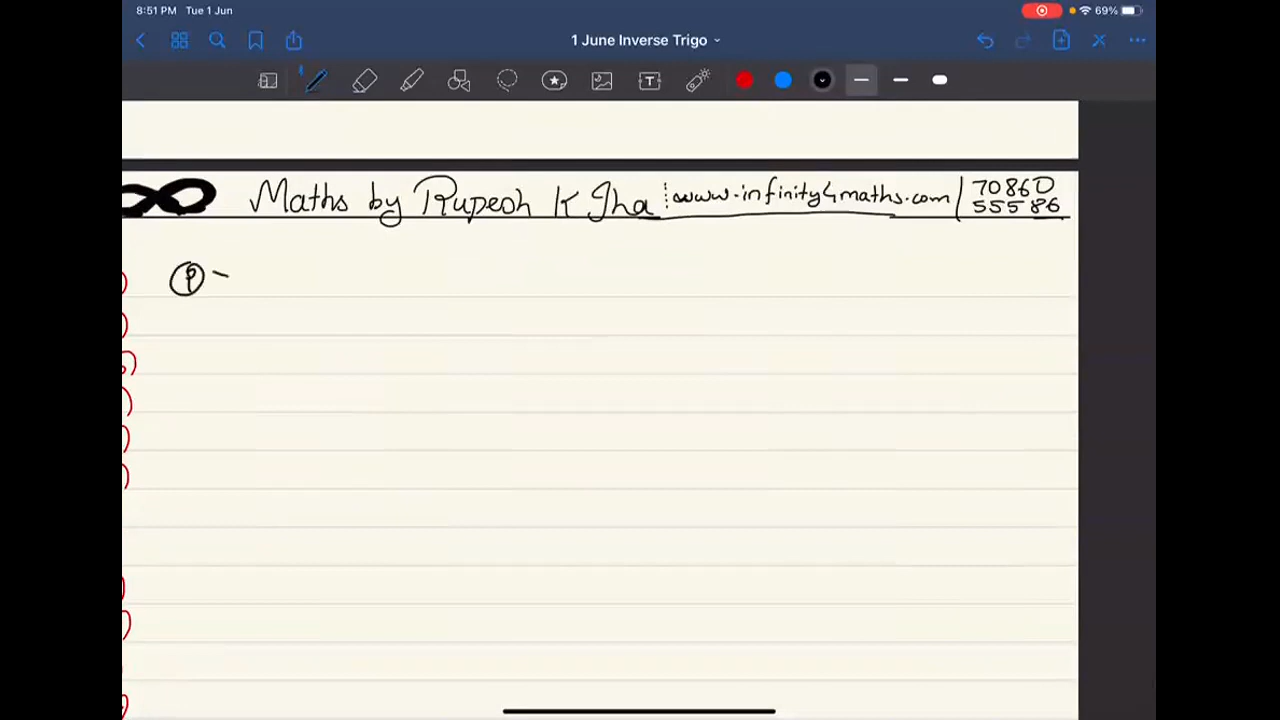 8:51 PM Tue 1 Jun 69%
1 June Inverse Trigo
Maths by Rupesh K Jha www.infinity4maths.com 70860
55586